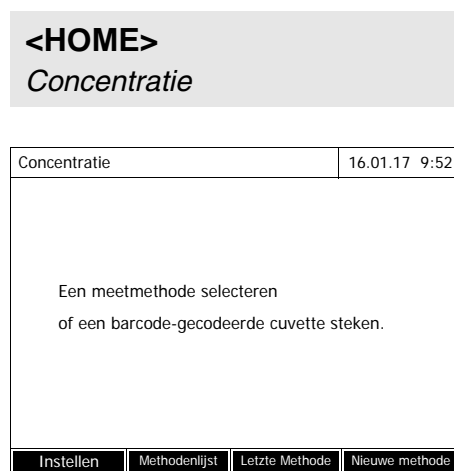 <HOME>
Concentratie
Concentratie 16.01.17 9:52
Een meetmethode selecteren
of een barcode-gecodeerde cuvette steken.
Instellen Methodenlijst Letzte Methode Nieuwe methode